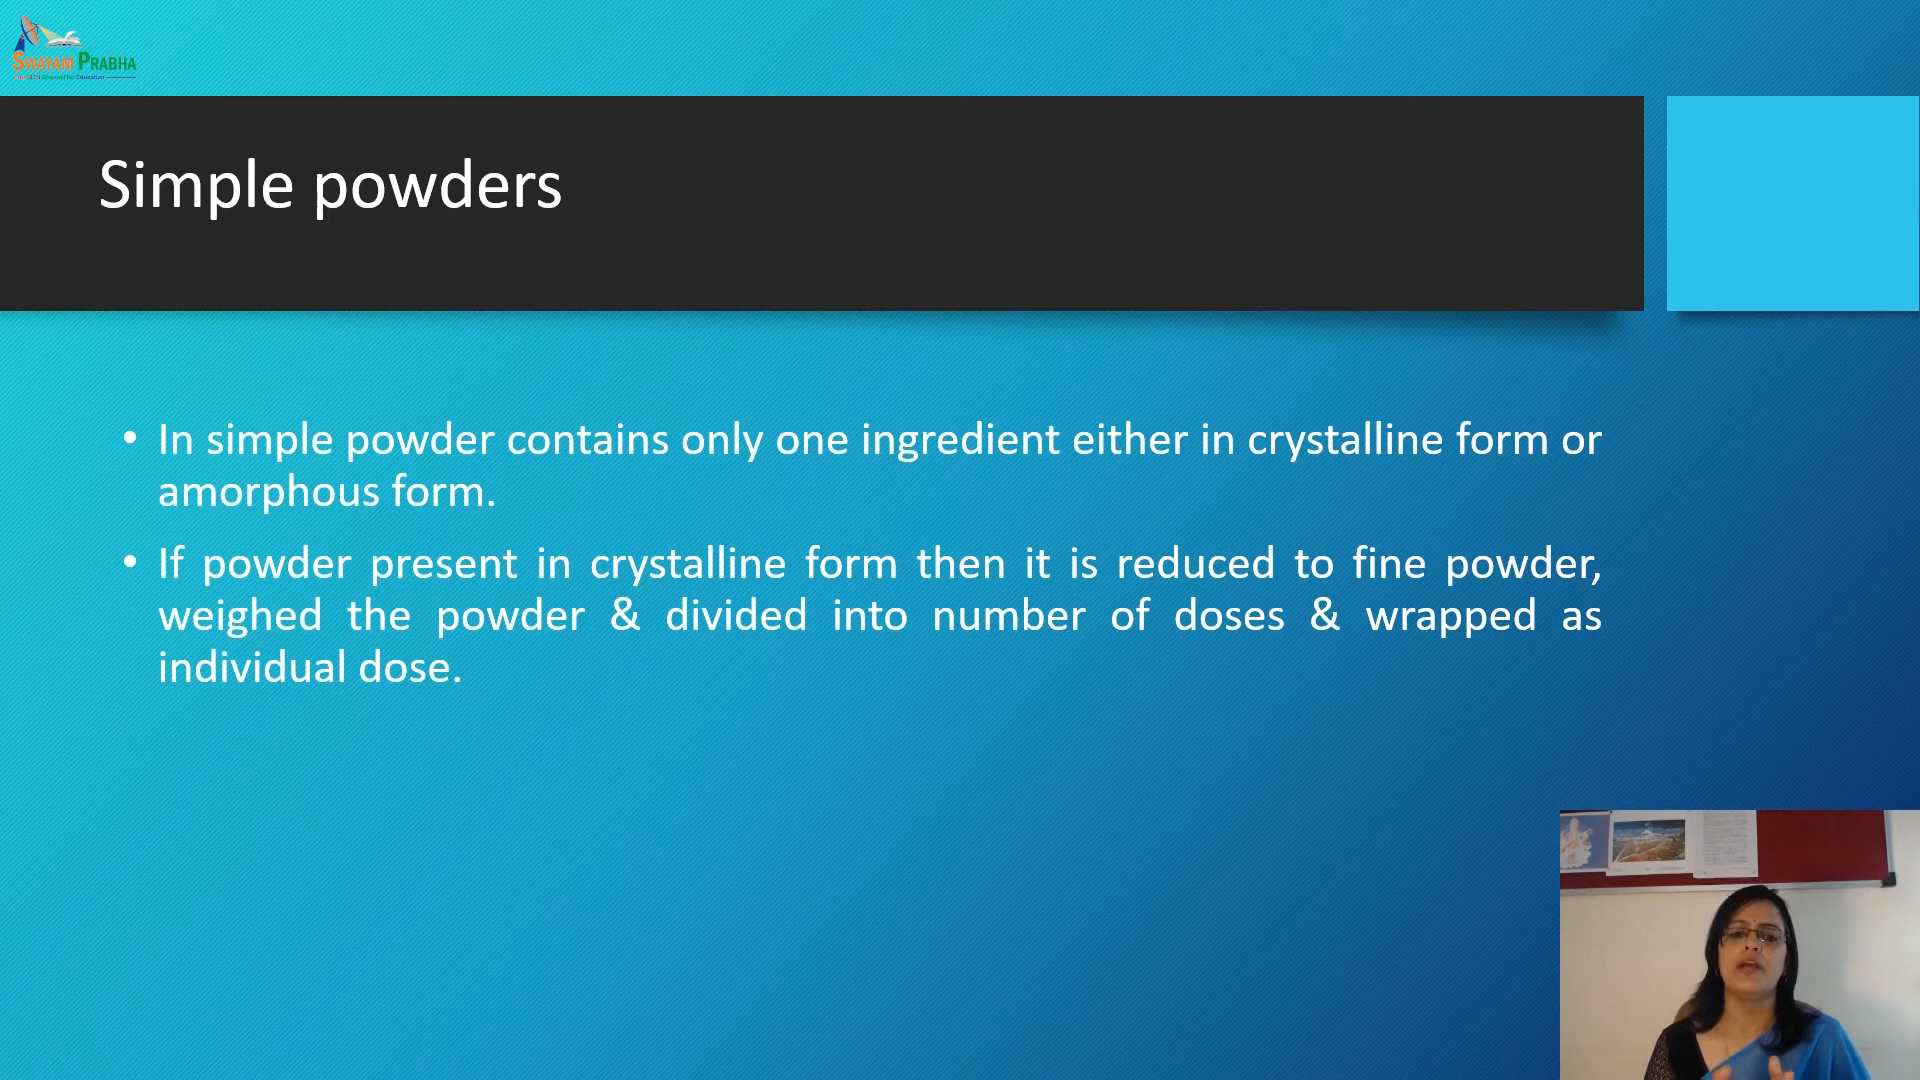 SWAYAM PRABHA
Simple powders
• In simple powder contains only one ingredient either in crystalline form or
amorphous form.
• If powder present in crystalline form then it is reduced to fine powder,
weighed the powder & divided into number of doses & wrapped as
individual dose.